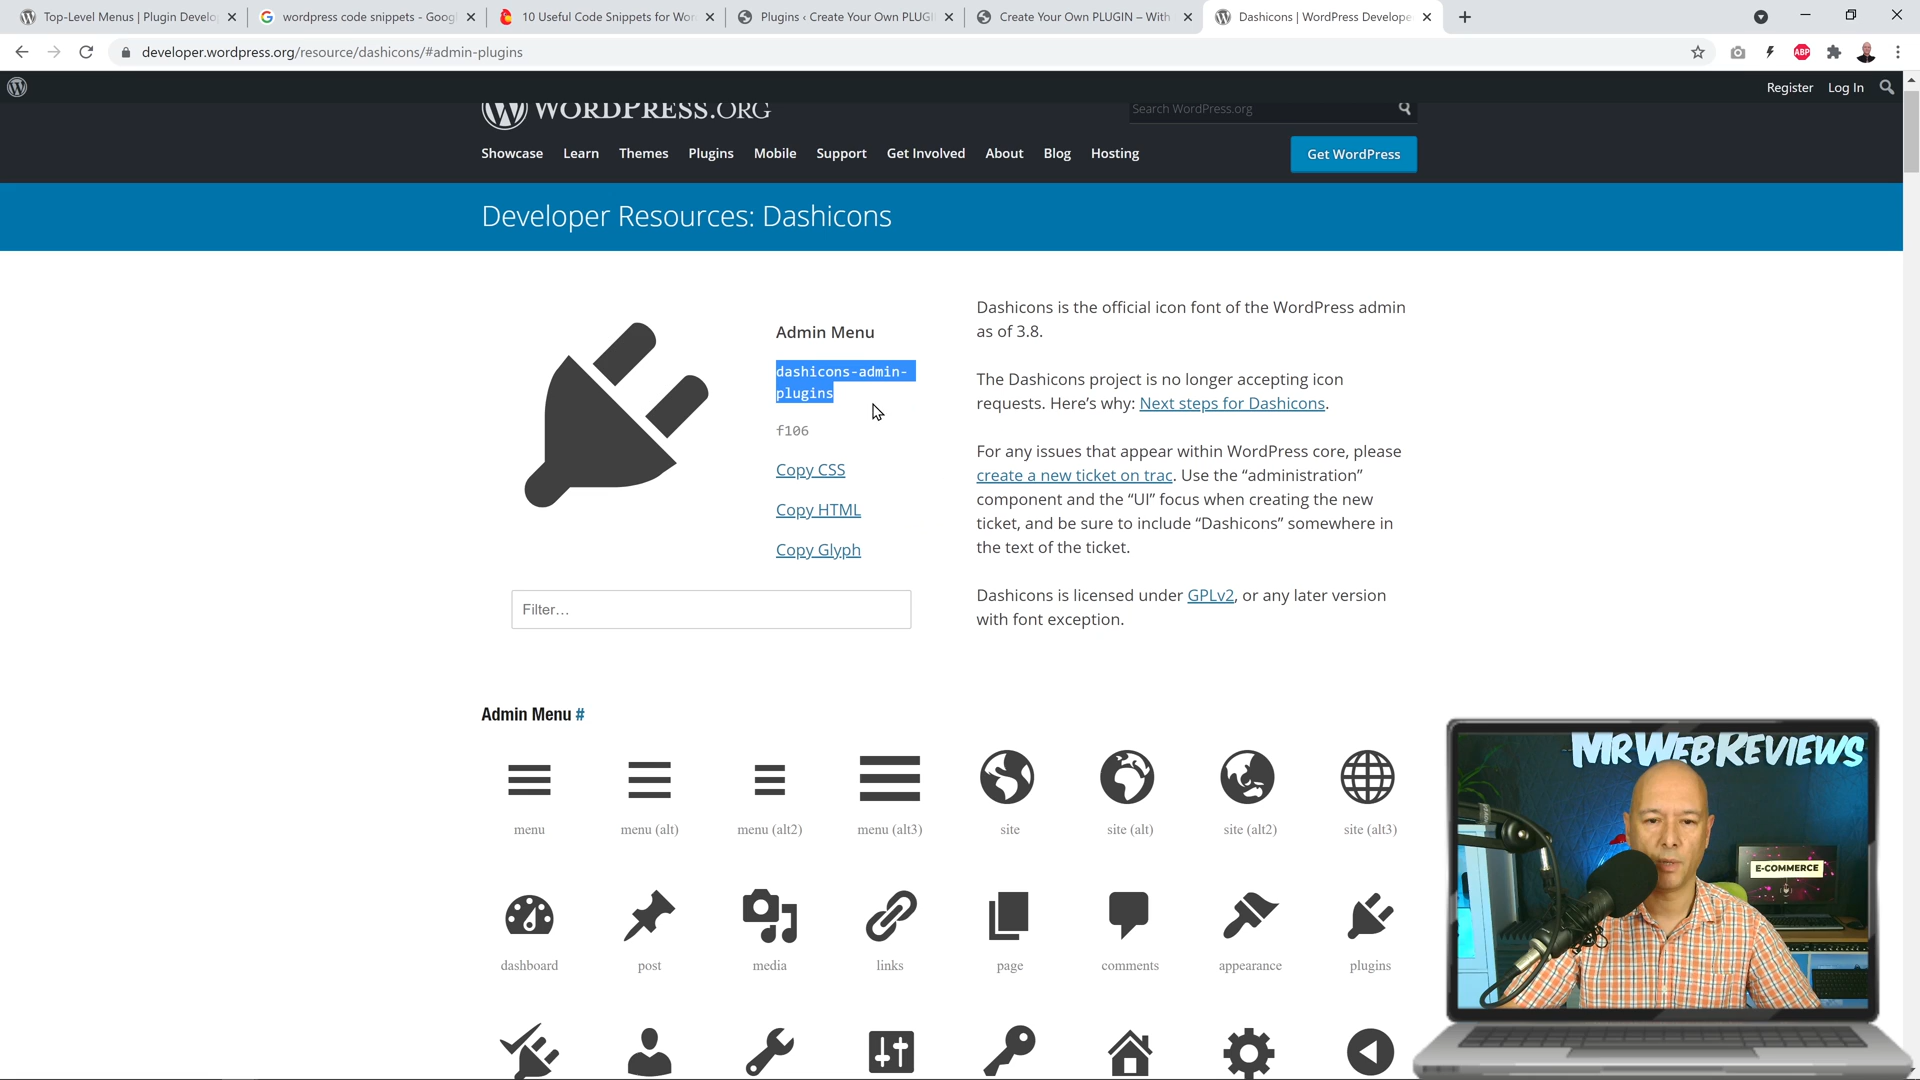 Top-Level Menus | Plugin Develo
wordpress code snippets - Goog
10 Useful Code Snippets for Wor
Plugins ‹ Create Your Own PLUGI
Create Your Own PLUGIN – With
Dashicons | WordPress Develope
developer.wordpress.org/resource/dashicons/#admin-plugins
ABP
Register
Log In
WORDPRESS.ORG
Search WordPress.org
Showcase
Learn
Themes
Plugins
Mobile
Support
Get Involved
About
Blog
Hosting
Get WordPress
Developer Resources: Dashicons
Admin Menu
dashicons-admin-
plugins
f106
Copy CSS
Copy HTML
Copy Glyph
Filter…
Dashicons is the official icon font of the WordPress admin
as of 3.8.
The Dashicons project is no longer accepting icon
requests. Here’s why: Next steps for Dashicons.
For any issues that appear within WordPress core, please
create a new ticket on trac. Use the “administration”
component and the “UI” focus when creating the new
ticket, and be sure to include “Dashicons” somewhere in
the text of the ticket.
Dashicons is licensed under GPLv2, or any later version
with font exception.
Admin Menu #
menu
menu (alt)
menu (alt2)
menu (alt3)
site
site (alt)
site (alt2)
site (alt3)
dashboard
post
media
links
page
comments
appearance
plugins
MRWEBREVIEWS
E-COMMERCE